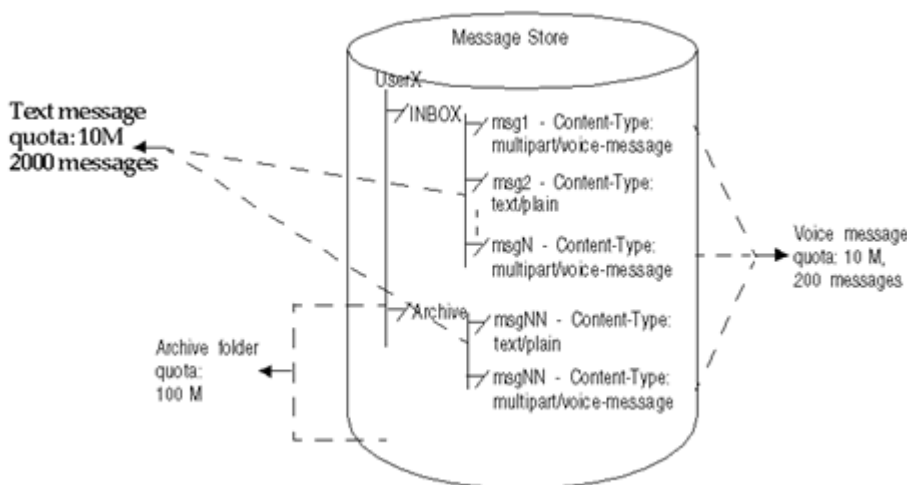 Message Store
UserX
INBOX
msg1 - Content-Type:
multipart/voice-message
msg2 - Content-Type:
text/plain
msgN - Content-Type:
multipart/voice-message
Archive
msgNN - Content-Type:
text/plain
msgNN - Content-Type:
multipart/voice-message
Text message
quota: 10M
2000 messages
Voice message
quota: 10 M,
200 messages
Archive folder
quota:
100 M